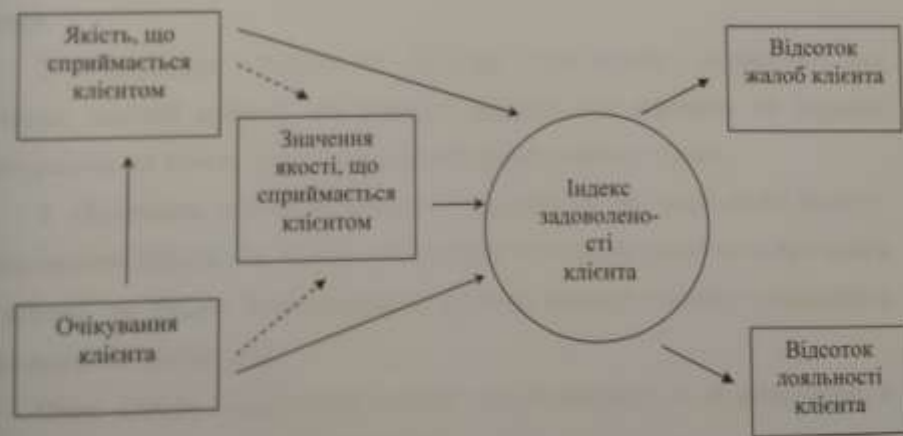 Якість, що
сприймається
клієнтом
Відсоток
жалоб клієнта
Значення
якості, що
сприймається
клієнтом
Індекс
задоволено-
сті
клієнта
Очікування
клієнта
Відсоток
лояльності
клієнта